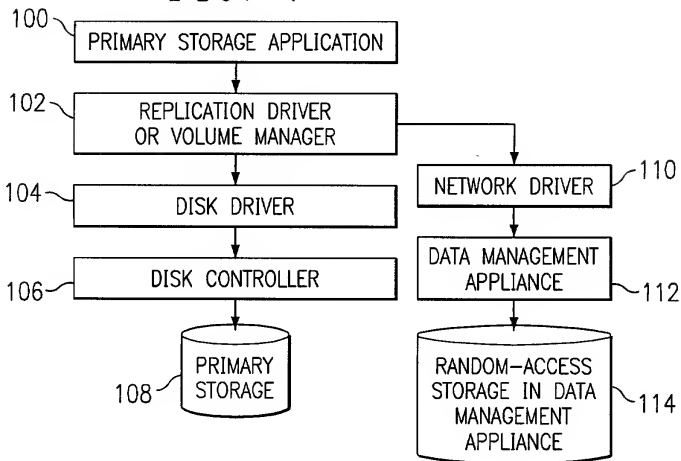 100
PRIMARY STORAGE APPLICATION
102
REPLICATION DRIVER
OR VOLUME MANAGER
104
DISK DRIVER
NETWORK DRIVER
110
106
DISK CONTROLLER
DATA MANAGEMENT
APPLIANCE
112
108
PRIMARY
STORAGE
RANDOM-ACCESS
STORAGE IN DATA
MANAGEMENT
APPLIANCE
114